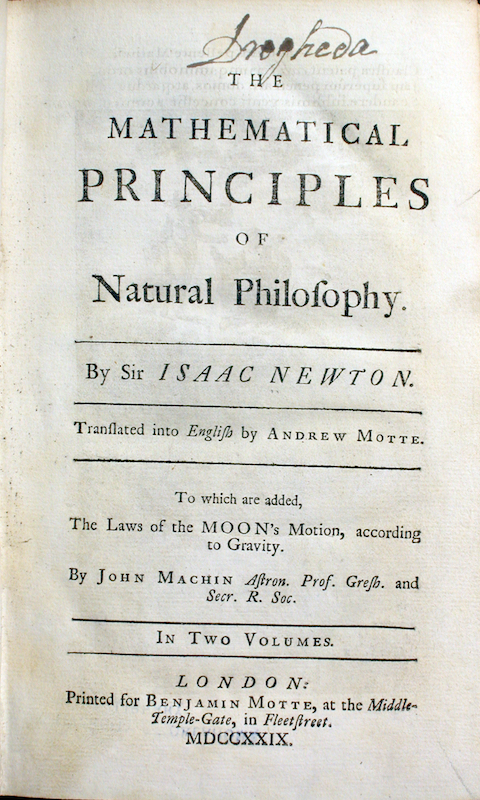 Drogheda
THE
MATHEMATICAL
PRINCIPLES
OF
Natural Philoſophy.
By Sir ISAAC NEWTON.
Tranſlated into Engliſh by ANDREW MOTTE.
To which are added,
The Laws of the MOON's Motion, according
to Gravity.
By JOHN MACHIN Aſtron. Prof. Greſh. and
Secr. R. Soc.
IN TWO VOLUMES.
LONDON:
Printed for BENJAMIN MOTTE, at the Middle-
Temple-Gate, in Fleetſtreet.
MDCCXXIX.